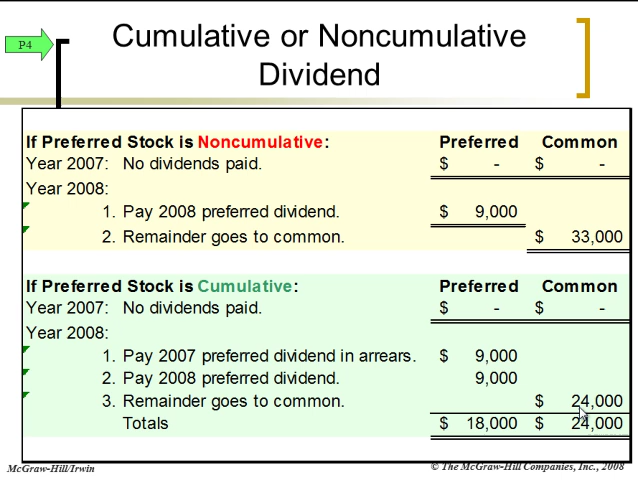 P4
Cumulative or Noncumulative
Dividend
If Preferred Stock is Noncumulative: Preferred Common
Year 2007: No dividends paid. $ - $ -
Year 2008:
1. Pay 2008 preferred dividend. $ 9,000
2. Remainder goes to common. $ 33,000
If Preferred Stock is Cumulative: Preferred Common
Year 2007: No dividends paid. $ - $ -
Year 2008:
1. Pay 2007 preferred dividend in arrears. $ 9,000
2. Pay 2008 preferred dividend. 9,000
3. Remainder goes to common. $ 24,000
Totals $ 18,000 $ 24,000
McGraw-Hill/Irwin © The McGraw-Hill Companies, Inc., 2008